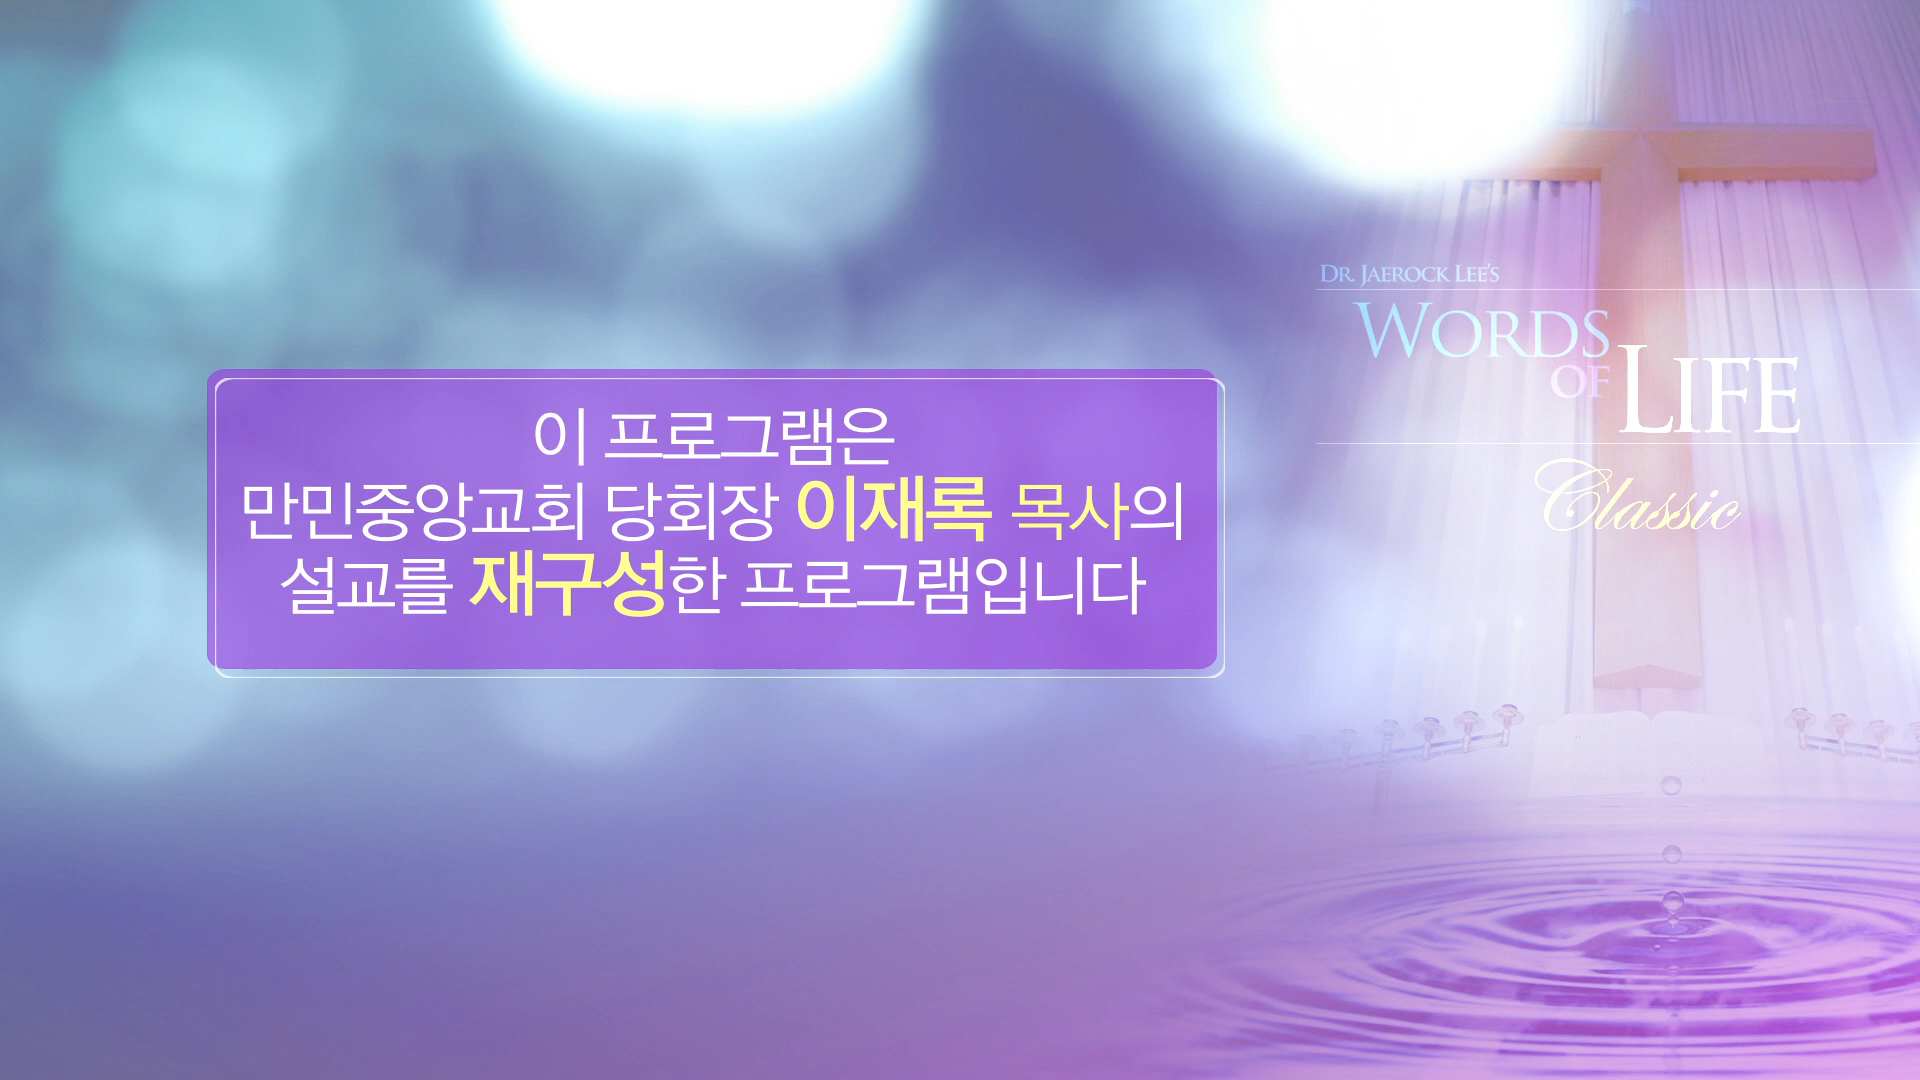 이 프로그램은
만민중앙교회 당회장 이재록 목사의
설교를 재구성한 프로그램입니다
DR. JAEROCK LEE'S
WORDS
OF LIFE
Classic